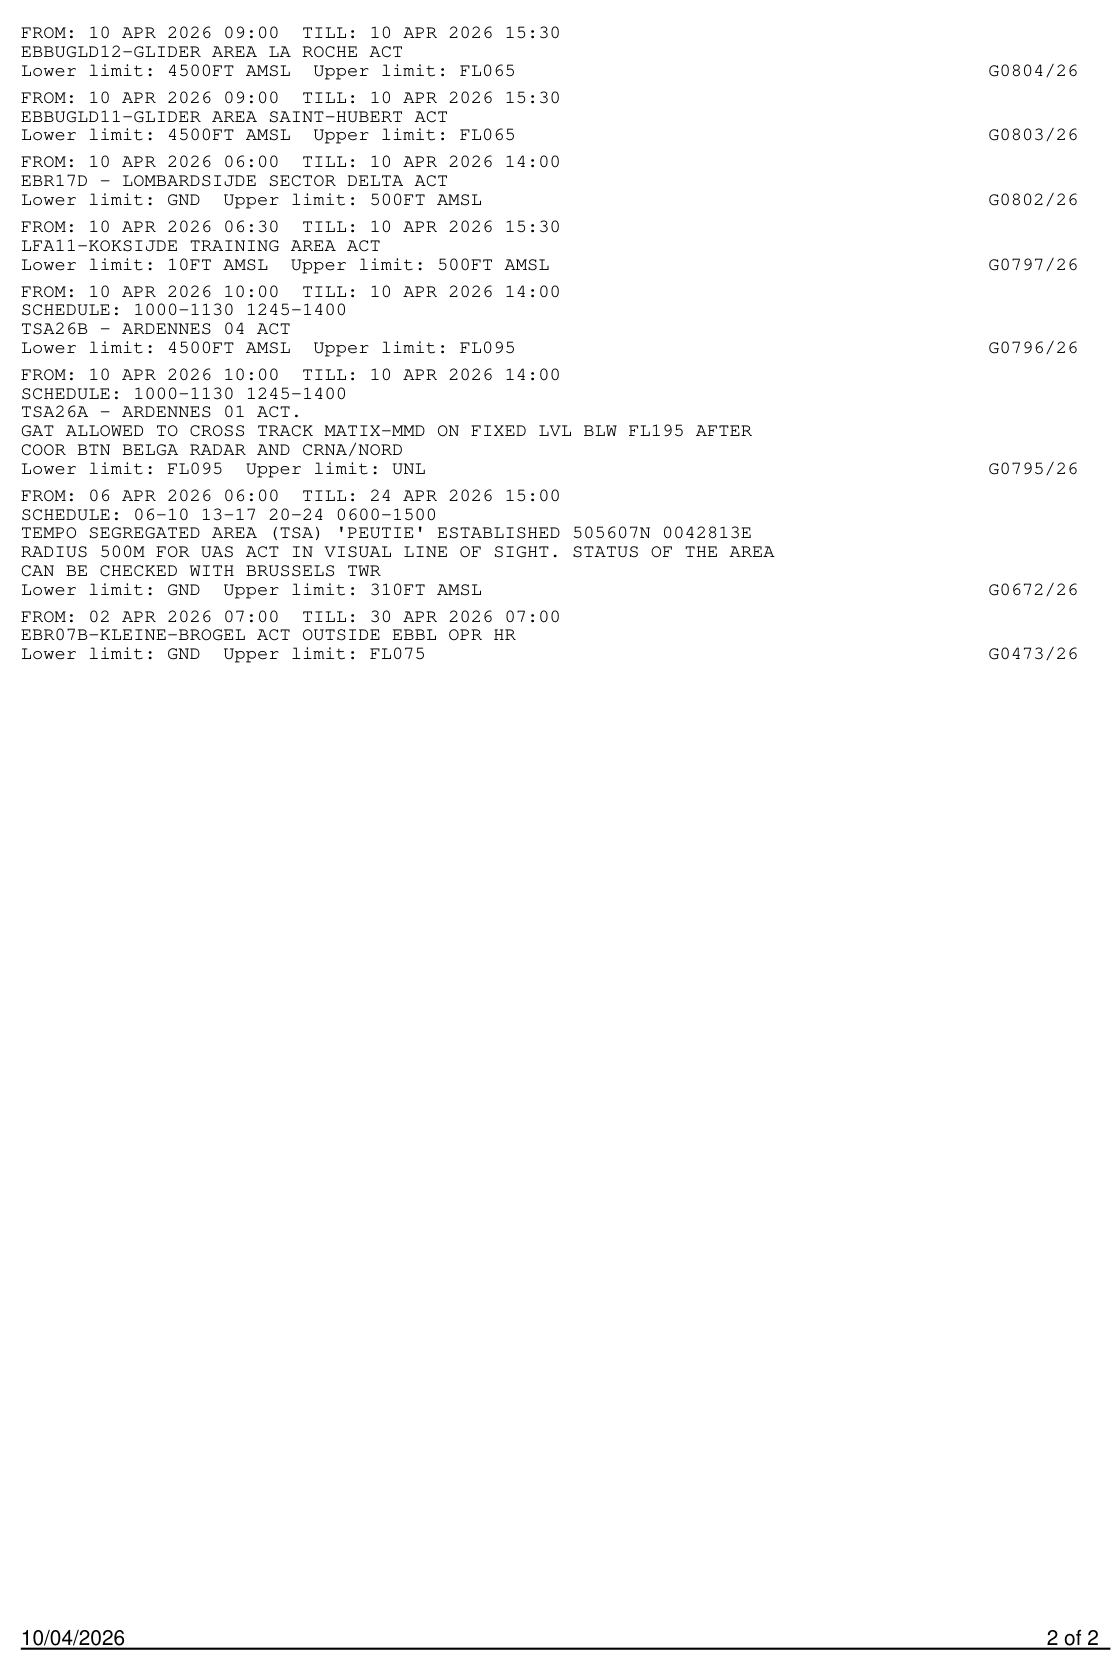 FROM: 10 APR 2026 09:00  TILL: 10 APR 2026 15:30
EBBUGLD12-GLIDER AREA LA ROCHE ACT
Lower limit: 4500FT AMSL  Upper limit: FL065 G0804/26
FROM: 10 APR 2026 09:00  TILL: 10 APR 2026 15:30
EBBUGLD11-GLIDER AREA SAINT-HUBERT ACT
Lower limit: 4500FT AMSL  Upper limit: FL065 G0803/26
FROM: 10 APR 2026 06:00  TILL: 10 APR 2026 14:00
EBR17D - LOMBARDSIJDE SECTOR DELTA ACT
Lower limit: GND  Upper limit: 500FT AMSL G0802/26
FROM: 10 APR 2026 06:30  TILL: 10 APR 2026 15:30
LFA11-KOKSIJDE TRAINING AREA ACT
Lower limit: 10FT AMSL  Upper limit: 500FT AMSL G0797/26
FROM: 10 APR 2026 10:00  TILL: 10 APR 2026 14:00
SCHEDULE: 1000-1130 1245-1400
TSA26B - ARDENNES 04 ACT
Lower limit: 4500FT AMSL  Upper limit: FL095 G0796/26
FROM: 10 APR 2026 10:00  TILL: 10 APR 2026 14:00
SCHEDULE: 1000-1130 1245-1400
TSA26A - ARDENNES 01 ACT.
GAT ALLOWED TO CROSS TRACK MATIX-MMD ON FIXED LVL BLW FL195 AFTER
COOR BTN BELGA RADAR AND CRNA/NORD
Lower limit: FL095  Upper limit: UNL G0795/26
FROM: 06 APR 2026 06:00  TILL: 24 APR 2026 15:00
SCHEDULE: 06-10 13-17 20-24 0600-1500
TEMPO SEGREGATED AREA (TSA) 'PEUTIE' ESTABLISHED 505607N 0042813E
RADIUS 500M FOR UAS ACT IN VISUAL LINE OF SIGHT. STATUS OF THE AREA
CAN BE CHECKED WITH BRUSSELS TWR
Lower limit: GND  Upper limit: 310FT AMSL G0672/26
FROM: 02 APR 2026 07:00  TILL: 30 APR 2026 07:00
EBR07B-KLEINE-BROGEL ACT OUTSIDE EBBL OPR HR
Lower limit: GND  Upper limit: FL075 G0473/26
10/04/2026 2 of 2